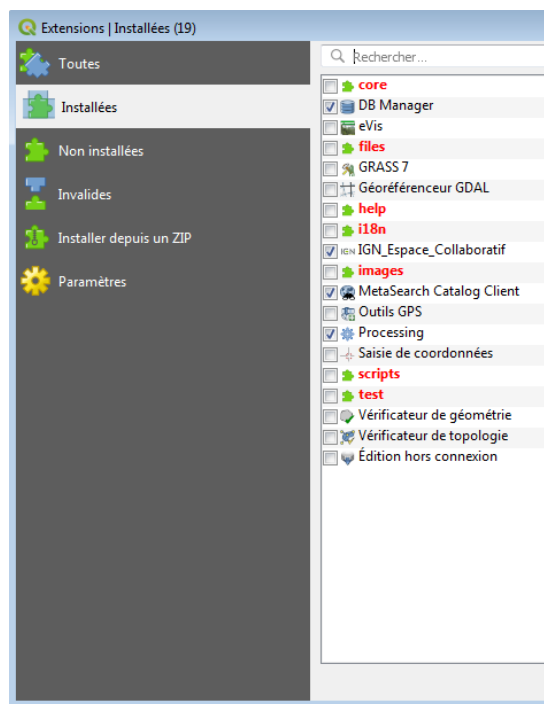 Extensions | Installées (19)
Toutes
Installées
Non installées
Invalides
Installer depuis un ZIP
Paramètres
Rechercher...
core
DB Manager
eVis
files
GRASS 7
Géoréférenceur GDAL
help
i18n
IGN IGN_Espace_Collaboratif
images
MetaSearch Catalog Client
Outils GPS
Processing
Saisie de coordonnées
scripts
test
Vérificateur de géométrie
Vérificateur de topologie
Édition hors connexion